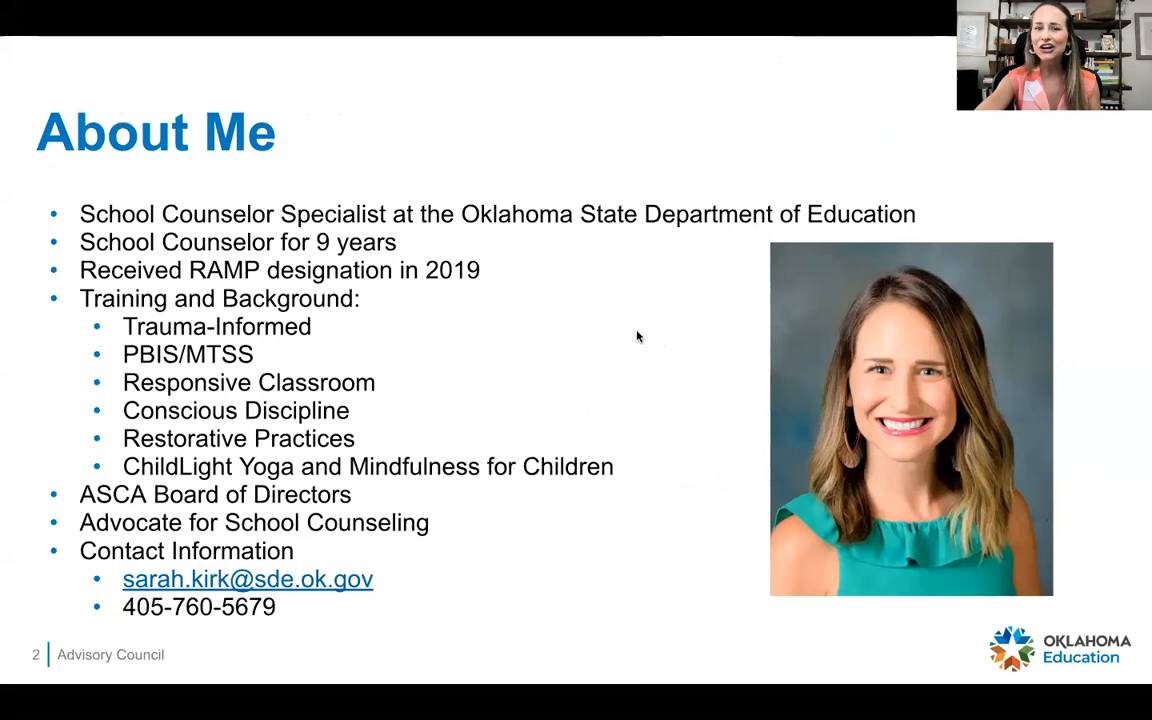 About Me
• School Counselor Specialist at the Oklahoma State Department of Education
• School Counselor for 9 years
• Received RAMP designation in 2019
• Training and Background:
• Trauma-Informed
• PBIS/MTSS
• Responsive Classroom
• Conscious Discipline
• Restorative Practices
• ChildLight Yoga and Mindfulness for Children
• ASCA Board of Directors
• Advocate for School Counseling
• Contact Information
• sarah.kirk@sde.ok.gov
• 405-760-5679
2 | Advisory Council
OKLAHOMA
Education